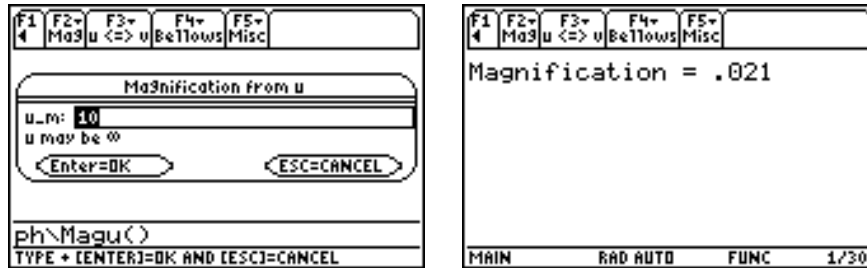 F1 F2▾ F3▾ F4▾ F5▾
◀ Mag u <=> v Bellows Misc
Magnification from u
u_m: 10
u may be ∞
Enter=OK ESC=CANCEL
ph\Magu()
TYPE + [ENTER]=OK AND [ESC]=CANCEL
F1 F2▾ F3▾ F4▾ F5▾
◀ Mag u <=> v Bellows Misc
Magnification = .021
MAIN RAD AUTO FUNC 1/30